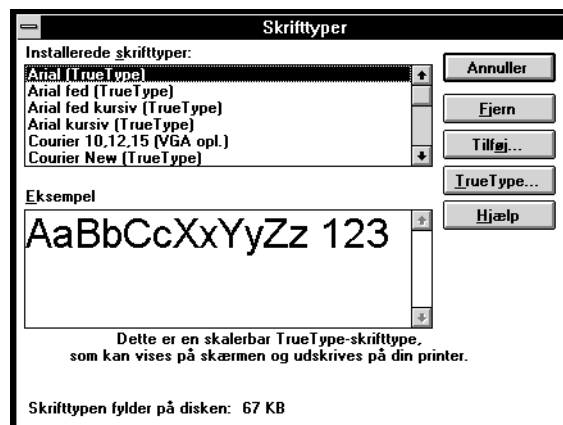 Skrifttyper
Installerede skrifttyper:
Arial (TrueType)
Arial fed (TrueType)
Arial fed kursiv (TrueType)
Arial kursiv (TrueType)
Courier 10,12,15 (VGA opl.)
Courier New (TrueType)
Annuller
Fjern
Tilføj...
TrueType...
Hjælp
Eksempel
AaBbCcXxYyZz 123
Dette er en skalerbar TrueType-skrifttype,
som kan vises på skærmen og udskrives på din printer.
Skrifttypen fylder på disken: 67 KB